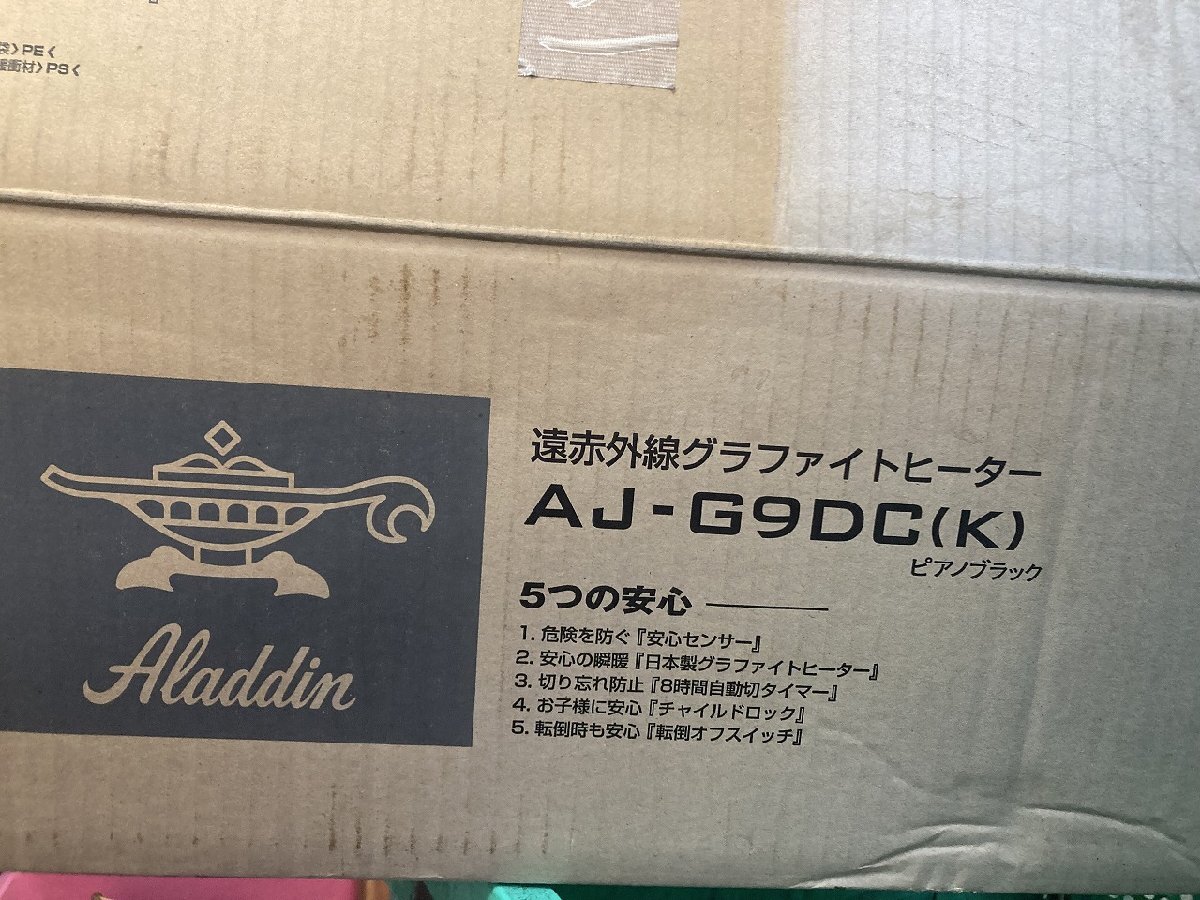 PE
衝材〉PS
Aladdin
遠赤外線グラファイトヒーター
AJ-G9DC(K)
ピアノブラック
5つの安心
1. 危険を防ぐ『安心センサー』
2. 安心の瞬暖『日本製グラファイトヒーター』
3. 切り忘れ防止『8時間自動切タイマー』
4. お子様に安心『チャイルドロック』
5. 転倒時も安心『転倒オフスイッチ』